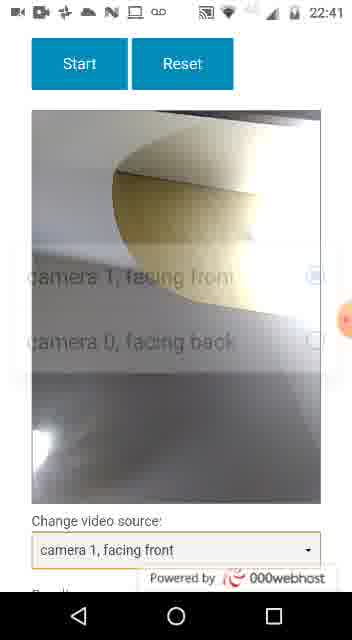 22:41
Start
Reset
camera 1, facing front
camera 0, facing back
Change video source:
camera 1, facing front
Powered by 000webhost